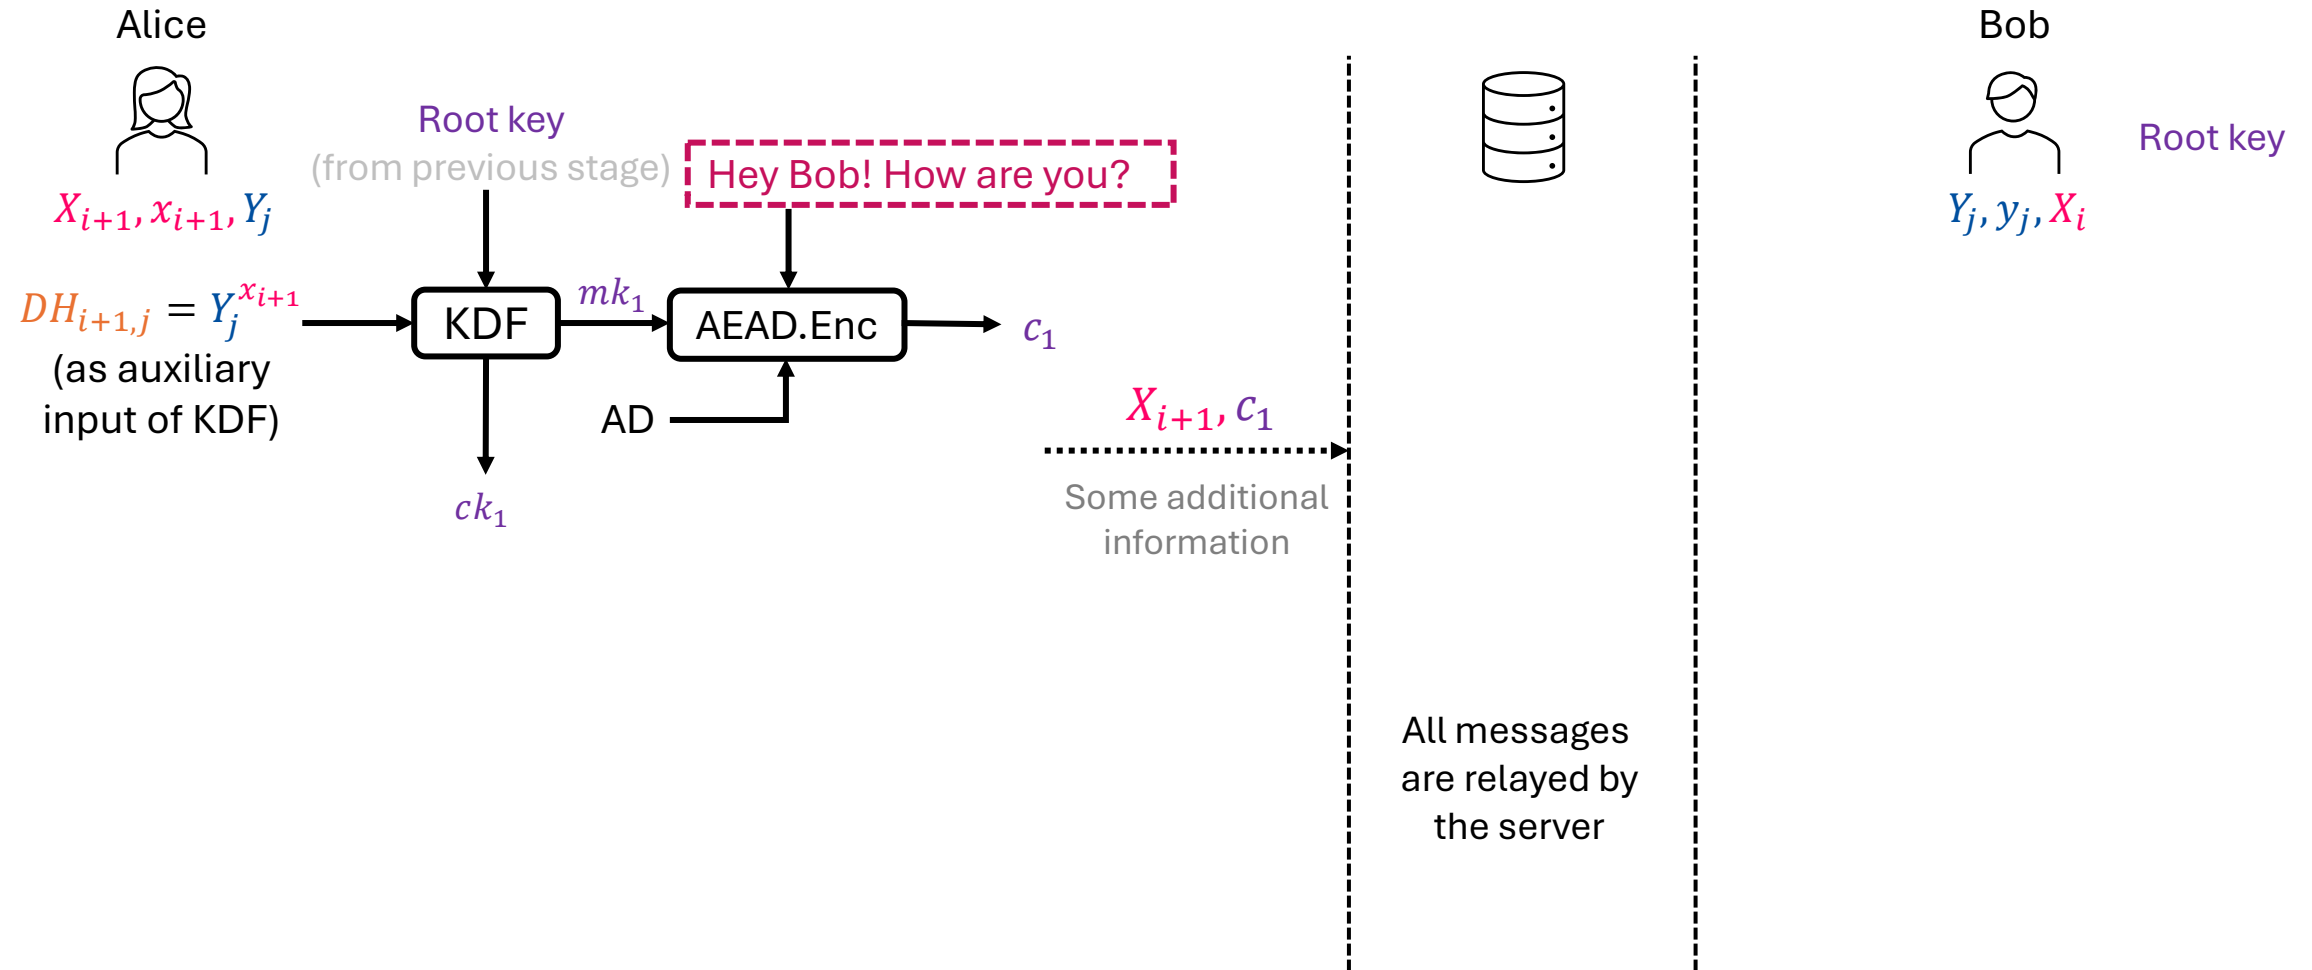 Alice
Bob
Root key
(from previous stage)
Hey Bob! How are you?
Root key
X_{i+1}, x_{i+1}, Y_j
Y_j, y_j, X_i
DH_{i+1,j} = Y_j^{x_{i+1}}
(as auxiliary
input of KDF)
KDF
mk_1
AEAD.Enc
c_1
AD
ck_1
X_{i+1}, c_1
Some additional
information
All messages
are relayed by
the server